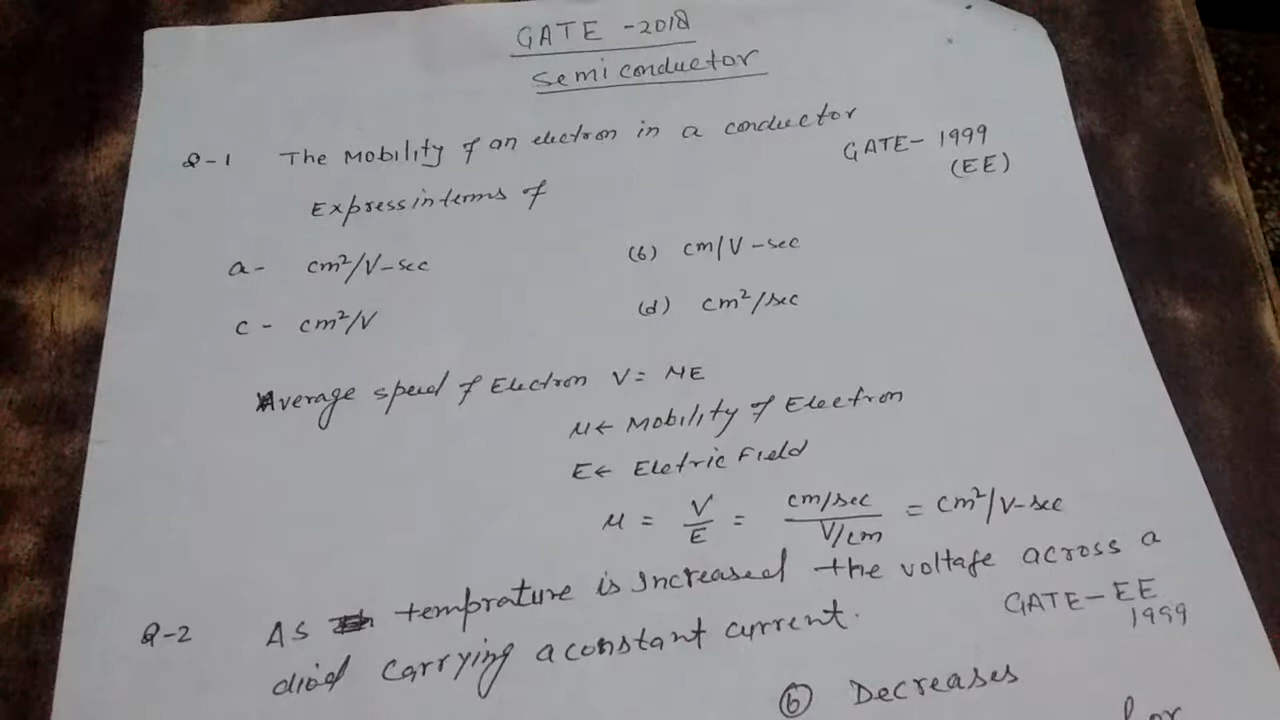 GATE - 2018
Semiconductor
Q-1 The Mobility of an electron in a conductor
GATE- 1999
(EE)
Express in terms of
a- cm²/V-sec (b) cm/V-sec
c- cm²/V (d) cm²/sec
Average speed of Electron V= ME
μ← Mobility of Electron
E← Eletric Field
μ = V/E = cm/sec / V/cm = cm²/V-sec
Q-2 As temprature is Increased the voltage across a
diod carrying a constant current.
GATE-EE
1999
(b) Decreases